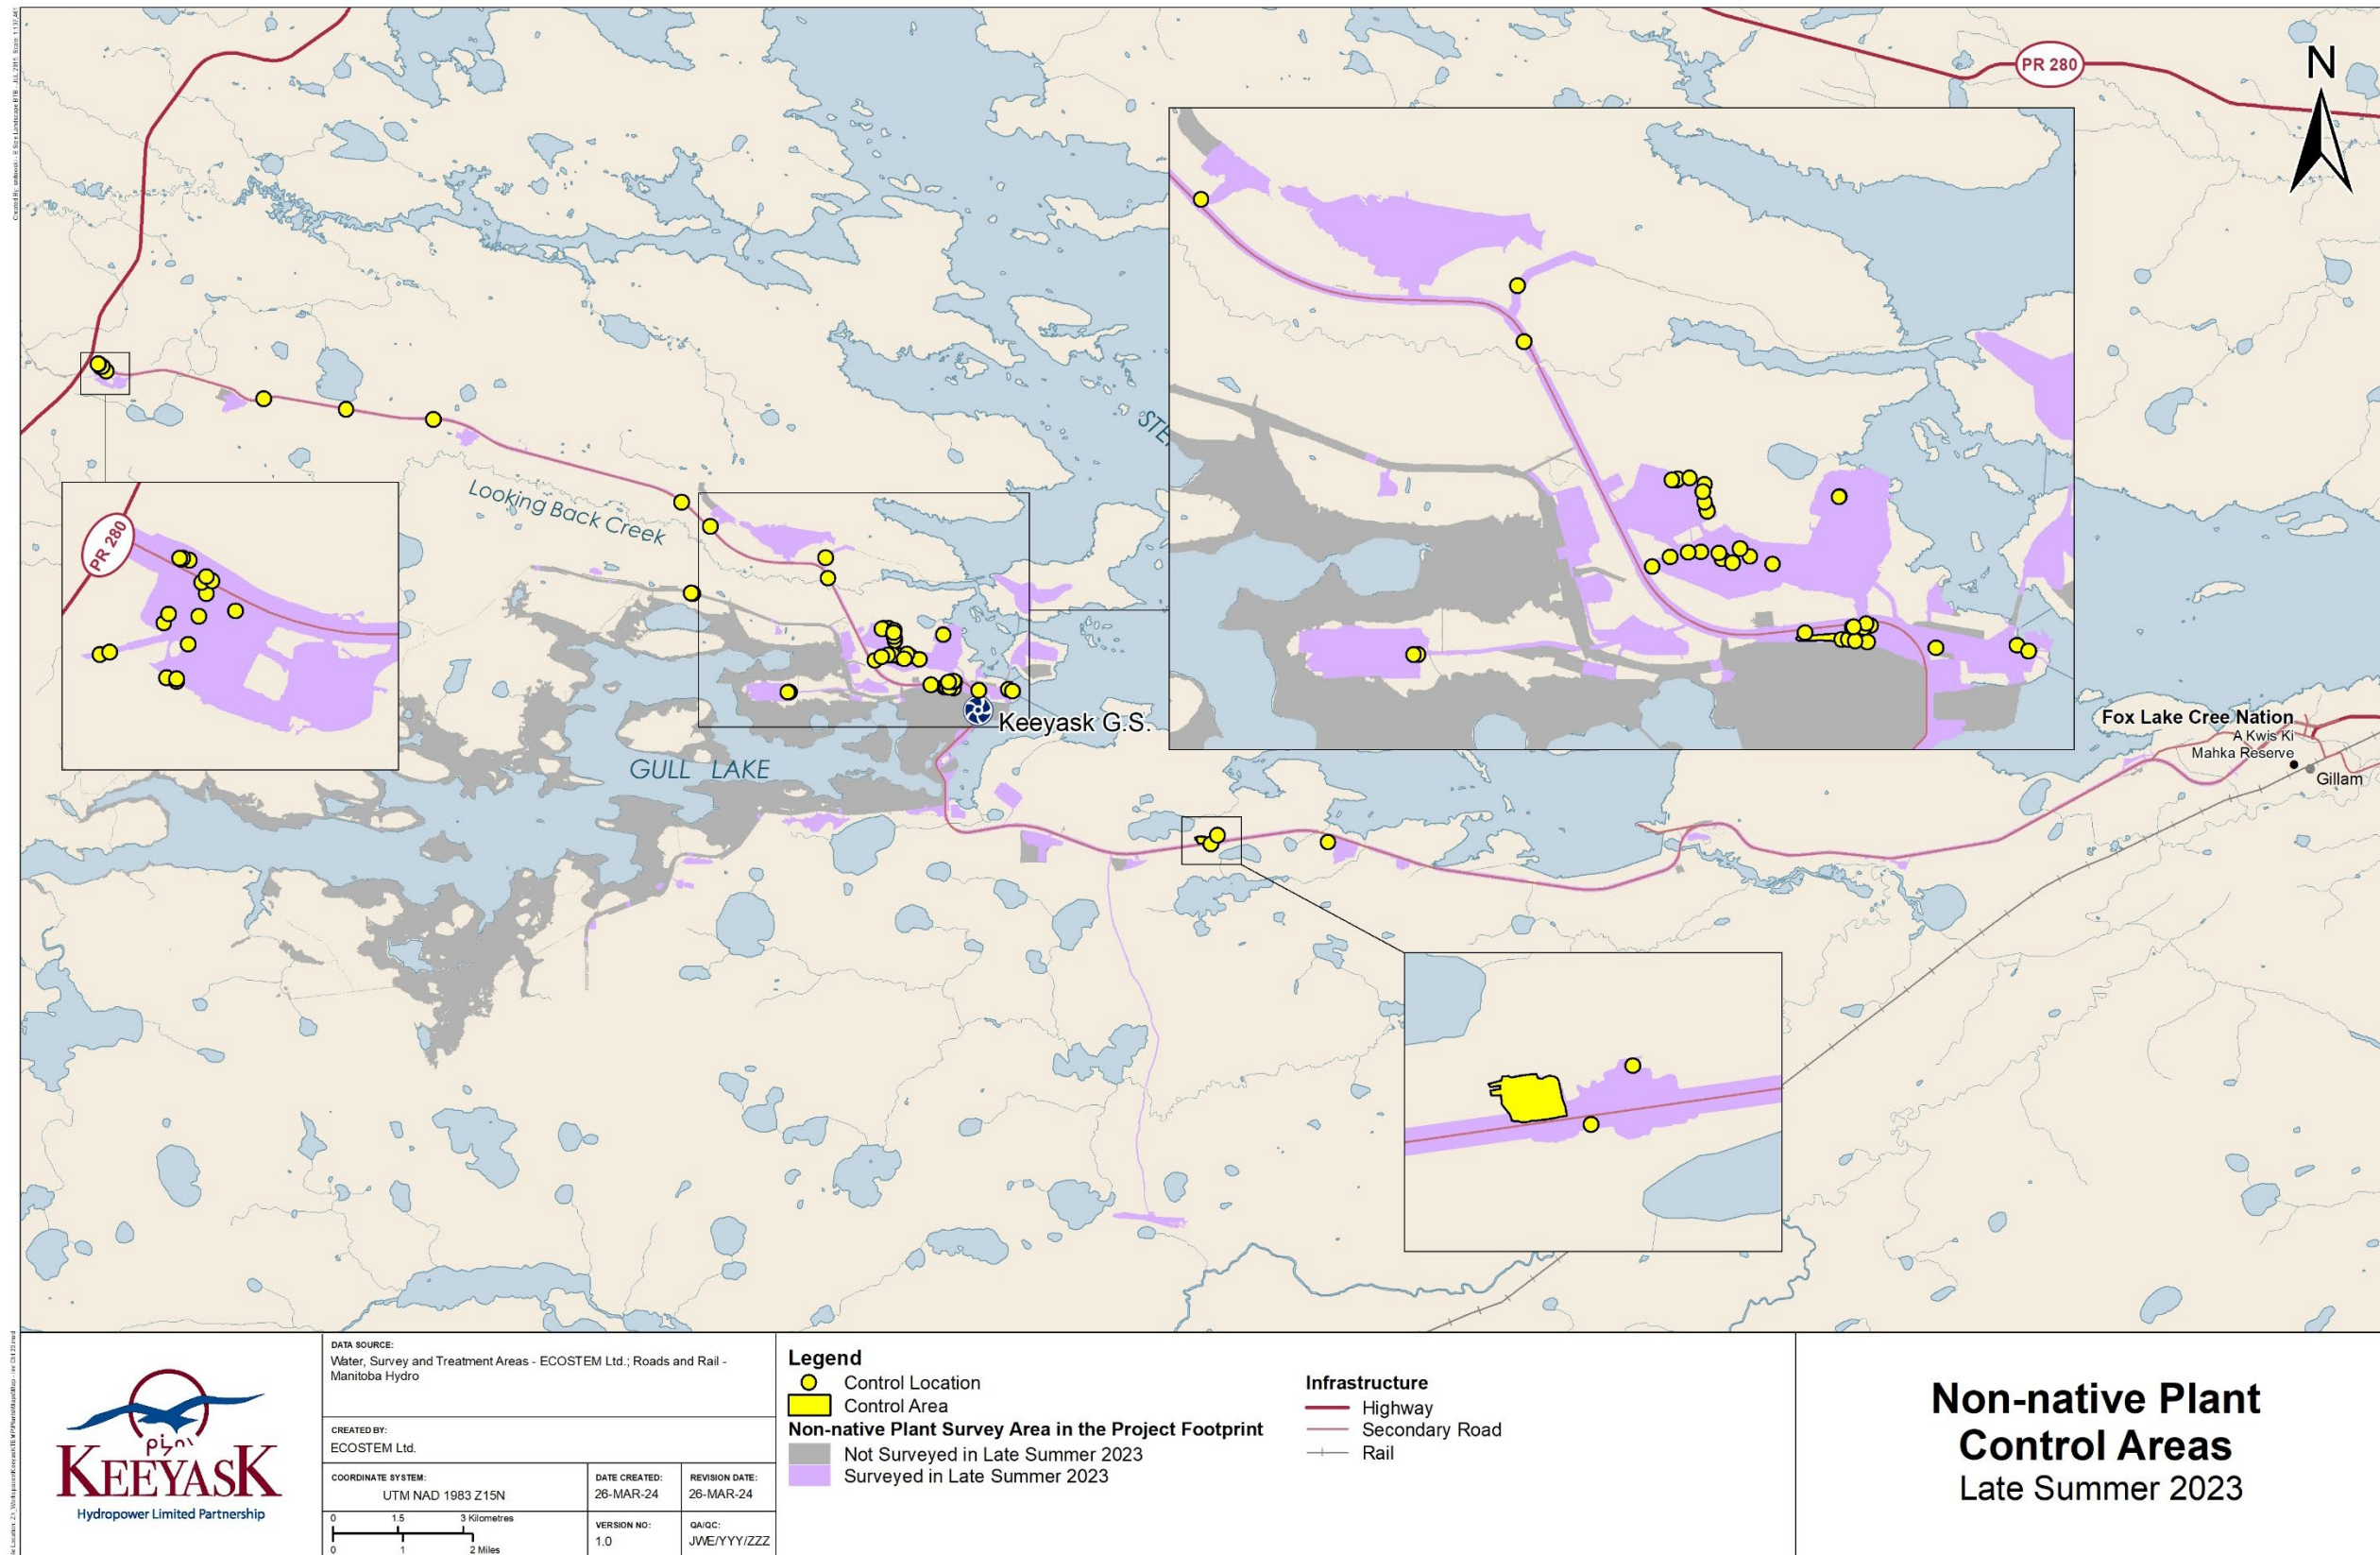 PR 280
N
STE
Looking Back Creek
PR 280
Keeyask G.S.
GULL LAKE
Fox Lake Cree Nation
A Kwis Ki
Mahka Reserve
Gillam
KEEYASK
Hydropower Limited Partnership
DATA SOURCE:
Water, Survey and Treatment Areas - ECOSTEM Ltd.; Roads and Rail -
Manitoba Hydro
CREATED BY:
ECOSTEM Ltd.
COORDINATE SYSTEM:
UTM NAD 1983 Z15N
DATE CREATED:
26-MAR-24
REVISION DATE:
26-MAR-24
0 1.5 3 Kilometres
0 1 2 Miles
VERSION NO:
1.0
QA/QC:
JWE/YYY/ZZZ
Legend
Control Location
Control Area
Non-native Plant Survey Area in the Project Footprint
Not Surveyed in Late Summer 2023
Surveyed in Late Summer 2023
Infrastructure
Highway
Secondary Road
Rail
Non-native Plant
Control Areas
Late Summer 2023